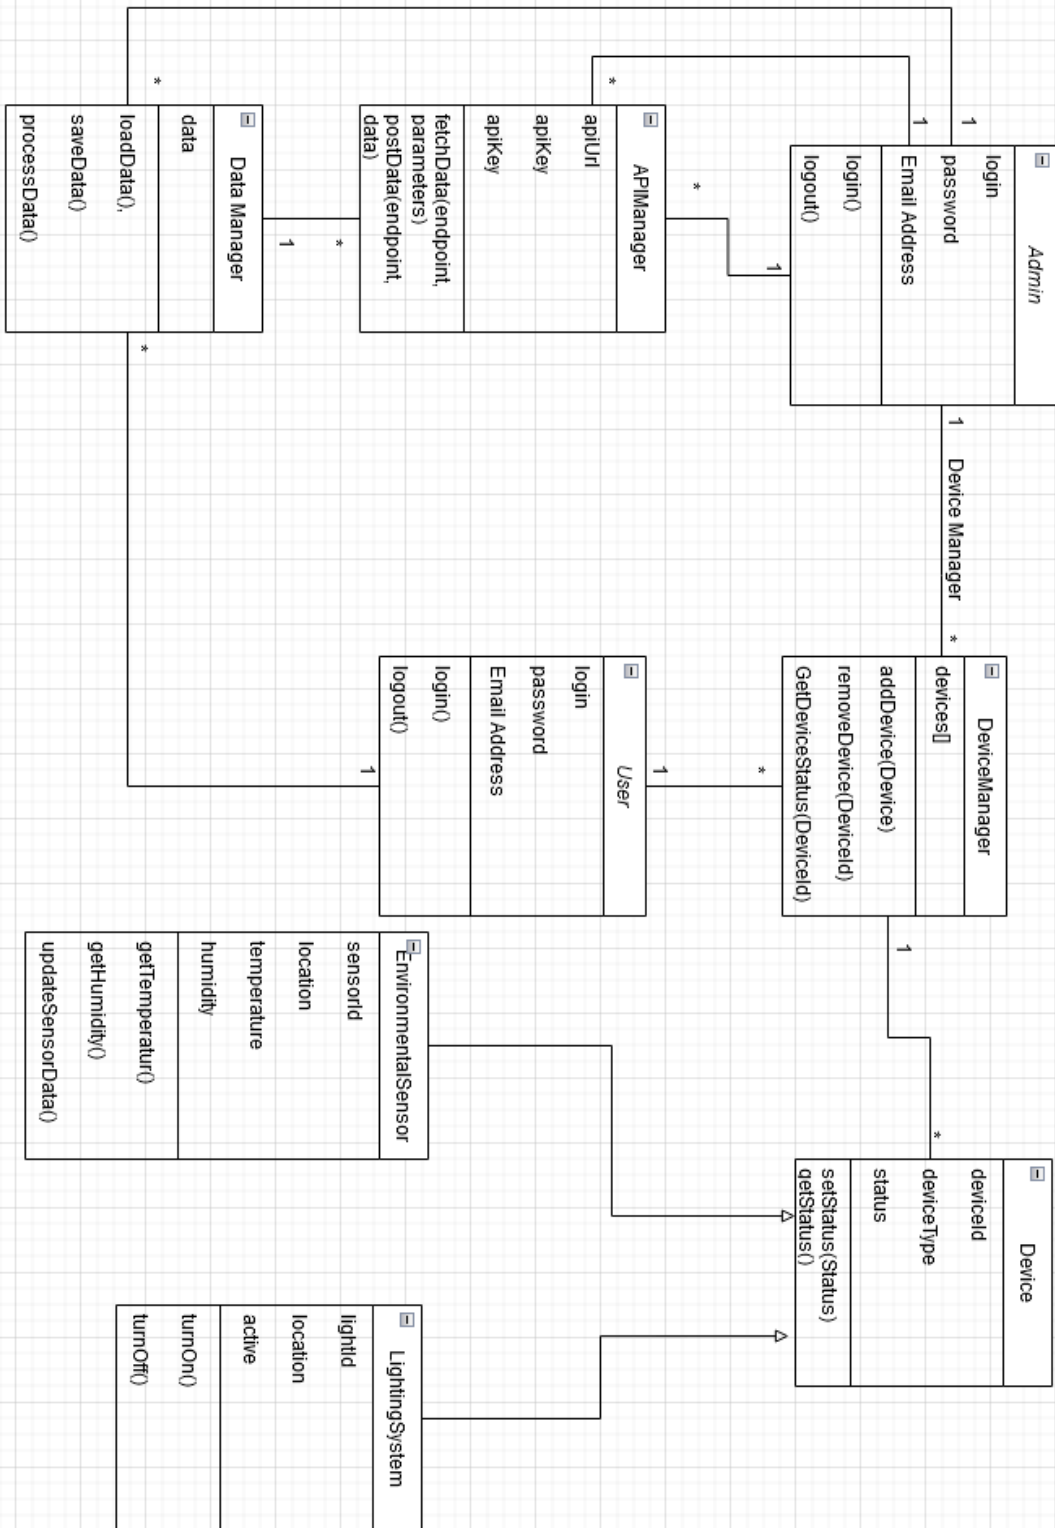 Admin
login
password
Email Address
login()
logout()
1
1
1
1
Device Manager
*
DeviceManager
devices[]
addDevice(Device)
removeDevice(DeviceId)
GetDeviceStatus(DeviceId)
*
1
*
Device
deviceId
deviceType
status
setStatus(Status)
getStatus()
*
*
APIManager
apiUrl
apiKey
apiKey
fetchData(endpoint,
parameters)
postData(endpoint,
data)
*
1
User
login
password
Email Address
login()
logout()
1
EnvironmentalSensor
sensorId
location
temperature
humidity
getTemperatur()
getHumidity()
updateSensorData()
LightingSystem
lightId
location
active
turnOn()
turnOff()
1
*
Data Manager
data
loadData(),
saveData()
processData()
*